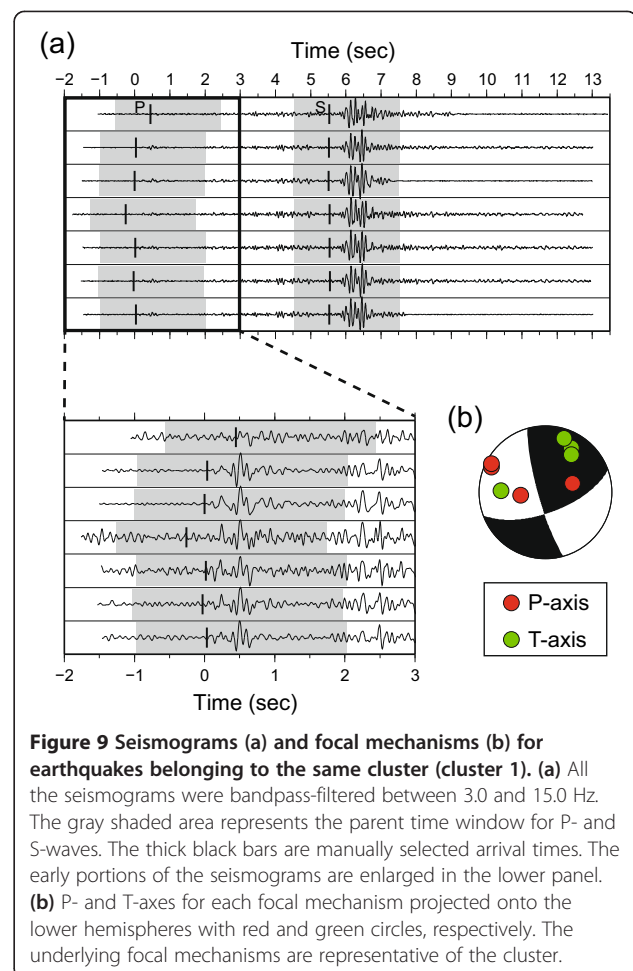 (a)
Time (sec)
−2 −1 0 1 2 3 4 5 6 7 8 9 10 11 12 13
P S
(b)
P-axis
T-axis
−2 −1 0 1 2 3
Time (sec)
Figure 9 Seismograms (a) and focal mechanisms (b) for
earthquakes belonging to the same cluster (cluster 1). (a) All
the seismograms were bandpass-filtered between 3.0 and 15.0 Hz.
The gray shaded area represents the parent time window for P- and
S-waves. The thick black bars are manually selected arrival times. The
early portions of the seismograms are enlarged in the lower panel.
(b) P- and T-axes for each focal mechanism projected onto the
lower hemispheres with red and green circles, respectively. The
underlying focal mechanisms are representative of the cluster.